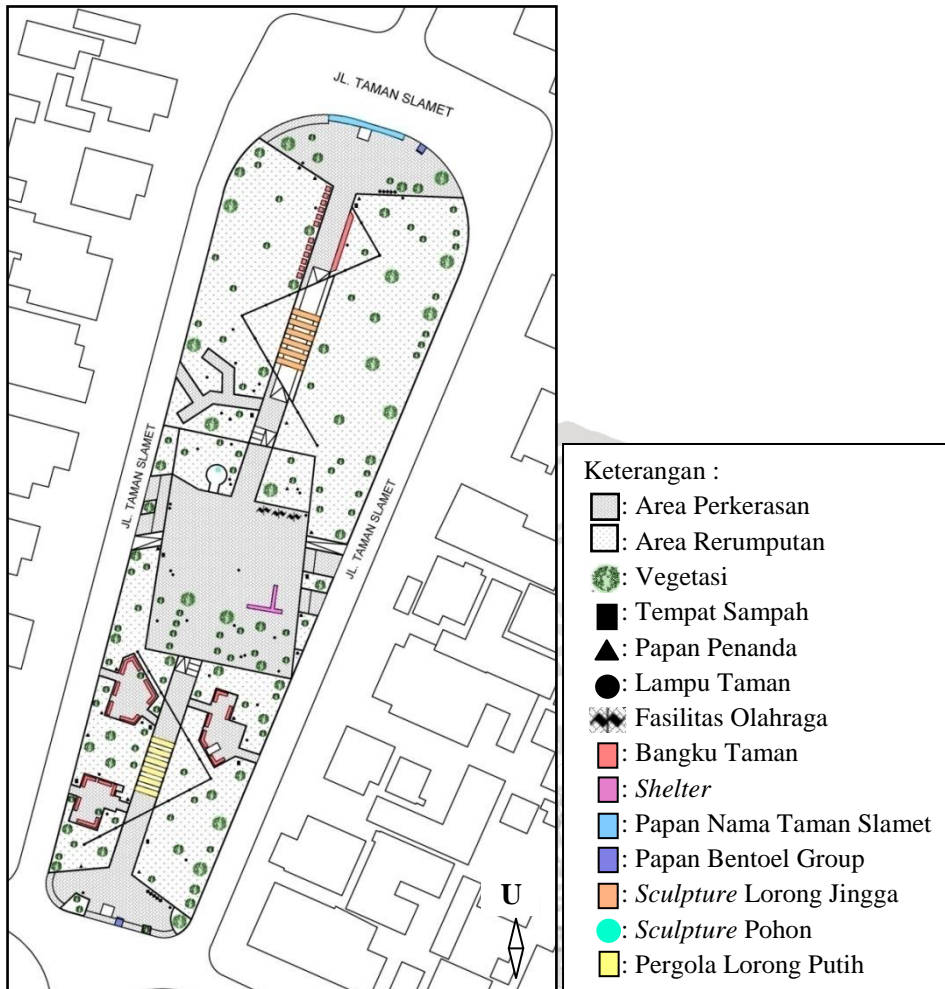 JL. TAMAN SLAMET
JL. TAMAN SLAMET
JL. TAMAN SLAMET
U
Keterangan :
: Area Perkerasan
: Area Rerumputan
: Vegetasi
: Tempat Sampah
: Papan Penanda
: Lampu Taman
: Fasilitas Olahraga
: Bangku Taman
: Shelter
: Papan Nama Taman Slamet
: Papan Bentoel Group
: Sculpture Lorong Jingga
: Sculpture Pohon
: Pergola Lorong Putih